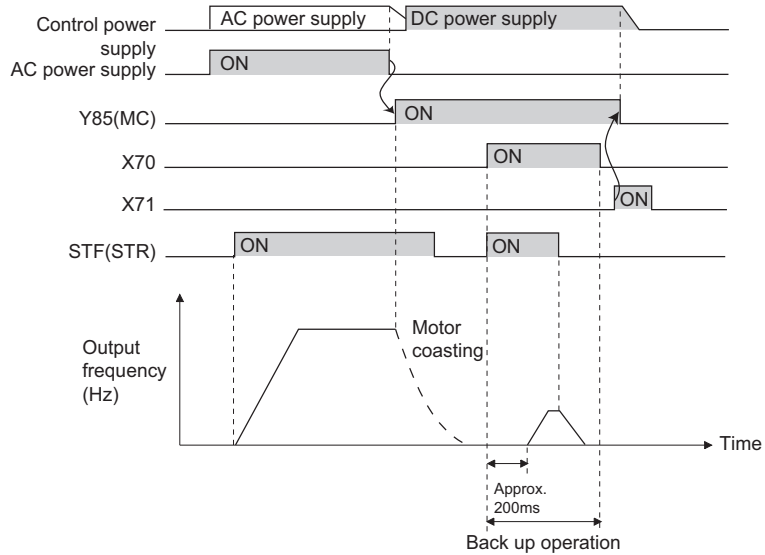 Control power
supply
AC power supply
DC power supply
AC power supply
ON
Y85(MC)
ON
X70
ON
X71
ON
STF(STR)
ON
ON
Output
frequency
(Hz)
Motor
coasting
Time
Approx.
200ms
Back up operation